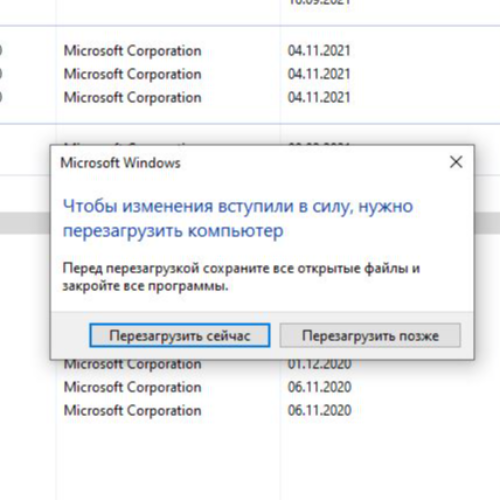 Microsoft Corporation 04.11.2021
Microsoft Corporation 04.11.2021
Microsoft Corporation 04.11.2021
Microsoft Windows
Чтобы изменения вступили в силу, нужно
перезагрузить компьютер
Перед перезагрузкой сохраните все открытые файлы и
закройте все программы.
Перезагрузить сейчас Перезагрузить позже
Microsoft Corporation 01.12.2020
Microsoft Corporation 06.11.2020
Microsoft Corporation 06.11.2020